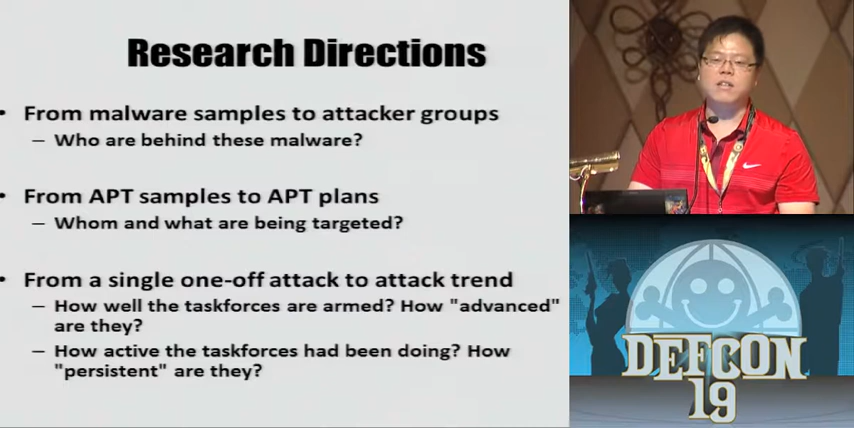 Research Directions
• From malware samples to attacker groups
– Who are behind these malware?
• From APT samples to APT plans
– Whom and what are being targeted?
• From a single one-off attack to attack trend
– How well the taskforces are armed? How "advanced"
are they?
– How active the taskforces had been doing? How
"persistent" are they?
DEFCON
19